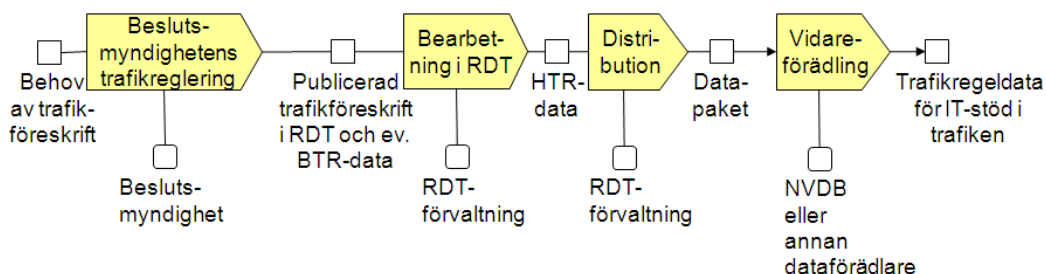 Besluts-
myndighetens
trafikreglering
Bearbet-
ning i RDT
Distri-
bution
Vidare-
förädling
Behov
av trafik-
föreskrift
Publicerad
trafikföreskrift
i RDT och ev.
BTR-data
HTR-
data
Data-
paket
Trafikregeldata
för IT-stöd i
trafiken
Besluts-
myndighet
RDT-
förvaltning
RDT-
förvaltning
NVDB
eller
annan
dataförädlare